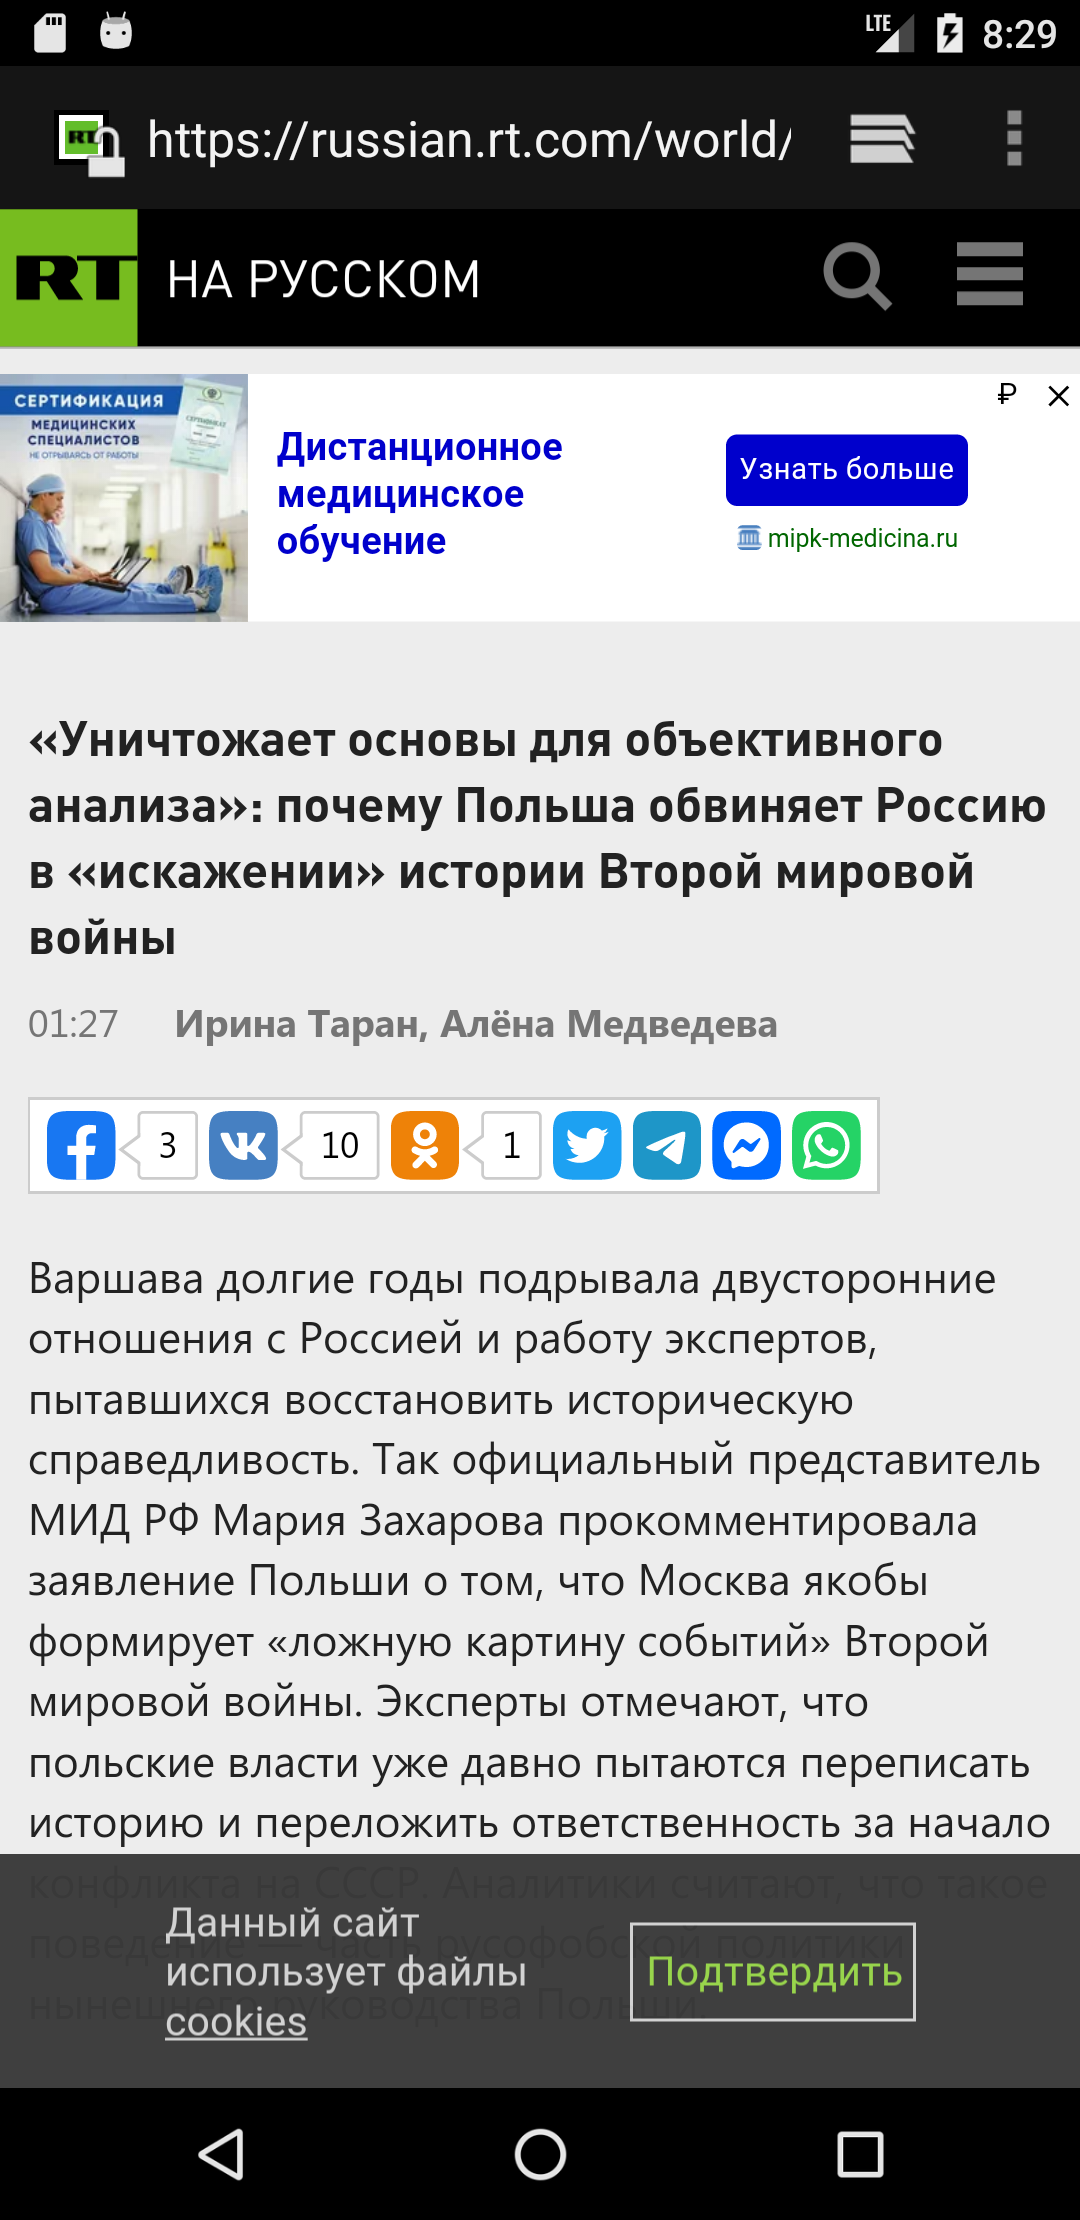 LTE 8:29
https://russian.rt.com/world/
RT НА РУССКОМ
СЕРТИФИКАЦИЯ
МЕДИЦИНСКИХ
СПЕЦИАЛИСТОВ
НЕ ОТРЫВАЯСЬ ОТ РАБОТЫ
Дистанционное
медицинское
обучение
₽
Узнать больше
mipk-medicina.ru
«Уничтожает основы для объективного
анализа»: почему Польша обвиняет Россию
в «искажении» истории Второй мировой
войны
01:27 Ирина Таран, Алёна Медведева
3 10 1
Варшава долгие годы подрывала двусторонние
отношения с Россией и работу экспертов,
пытавшихся восстановить историческую
справедливость. Так официальный представитель
МИД РФ Мария Захарова прокомментировала
заявление Польши о том, что Москва якобы
формирует «ложную картину событий» Второй
мировой войны. Эксперты отмечают, что
польские власти уже давно пытаются переписать
историю и переложить ответственность за начало
конфликта на СССР. Аналитики считают, что такое
поведение — часть русофобской политики
нынешнего руководства Польши.
Данный сайт
использует файлы
cookies
Подтвердить